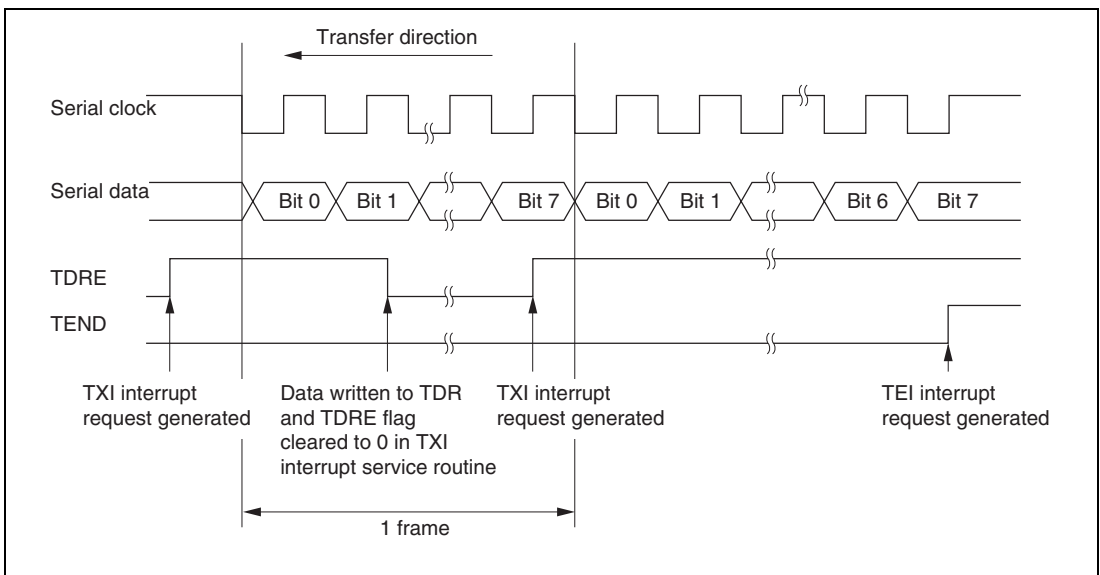 Transfer direction
Serial clock
Serial data
Bit 0
Bit 1
Bit 7
Bit 0
Bit 1
Bit 6
Bit 7
TDRE
TEND
TXI interrupt
request generated
Data written to TDR
and TDRE flag
cleared to 0 in TXI
interrupt service routine
TXI interrupt
request generated
TEI interrupt
request generated
1 frame